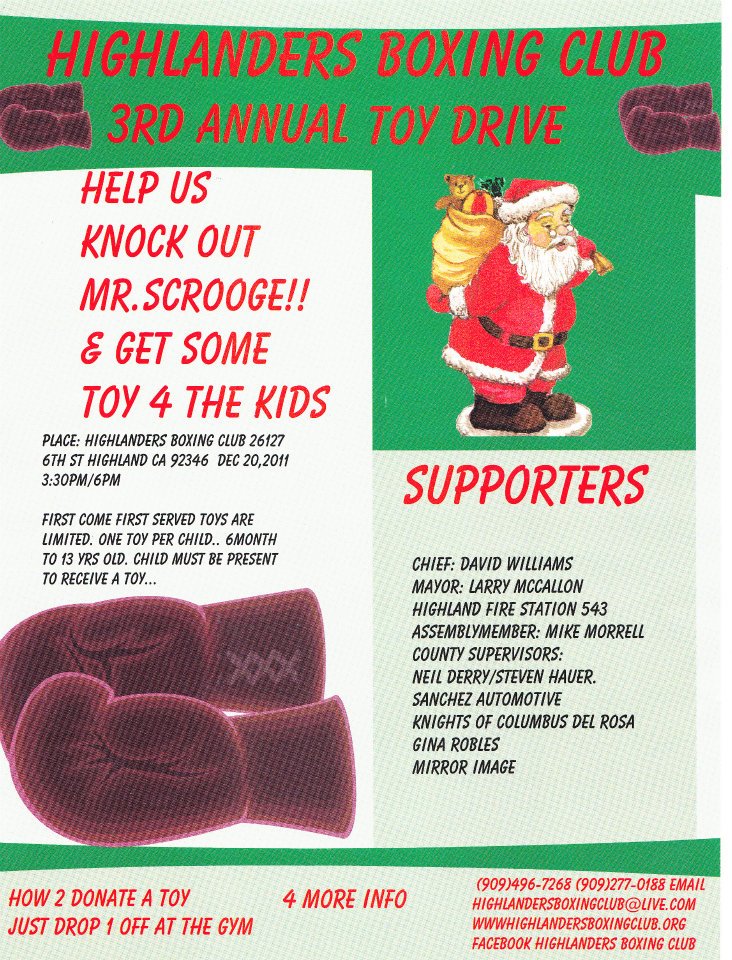 HIGHLANDERS BOXING CLUB
3RD ANNUAL TOY DRIVE
HELP US
KNOCK OUT
MR.SCROOGE!!
& GET SOME
TOY 4 THE KIDS
PLACE: HIGHLANDERS BOXING CLUB 26127
6TH ST HIGHLAND CA 92346 DEC 20,2011
3:30PM/6PM
FIRST COME FIRST SERVED TOYS ARE
LIMITED. ONE TOY PER CHILD.. 6MONTH
TO 13 YRS OLD. CHILD MUST BE PRESENT
TO RECEIVE A TOY...
SUPPORTERS
CHIEF: DAVID WILLIAMS
MAYOR: LARRY MCCALLON
HIGHLAND FIRE STATION 543
ASSEMBLYMEMBER: MIKE MORRELL
COUNTY SUPERVISORS:
NEIL DERRY/STEVEN HAUER.
SANCHEZ AUTOMOTIVE
KNIGHTS OF COLUMBUS DEL ROSA
GINA ROBLES
MIRROR IMAGE
HOW 2 DONATE A TOY
JUST DROP 1 OFF AT THE GYM
4 MORE INFO
(909)496-7268 (909)277-0188 EMAIL
HIGHLANDERSBOXINGCLUB@LIVE.COM
WWWHIGHLANDERSBOXINGCLUB.ORG
FACEBOOK HIGHLANDERS BOXING CLUB